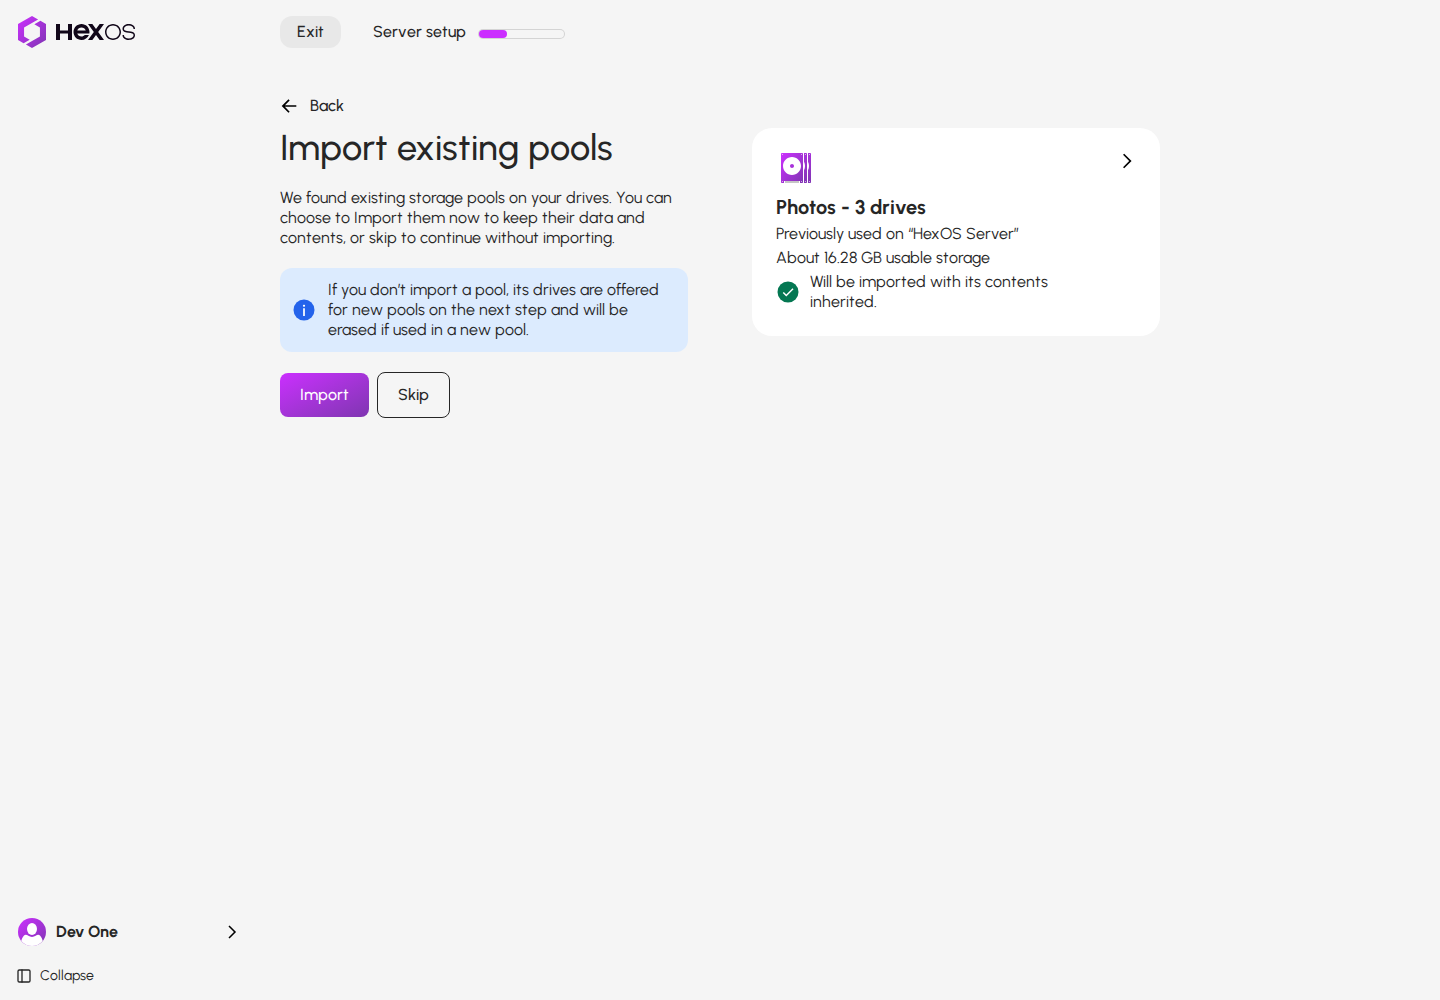 HexOS
Exit
Server setup
Back
Import existing pools
We found existing storage pools on your drives. You can
choose to Import them now to keep their data and
contents, or skip to continue without importing.
If you don’t import a pool, its drives are offered
for new pools on the next step and will be
erased if used in a new pool.
Import
Skip
Photos - 3 drives
Previously used on “HexOS Server”
About 16.28 GB usable storage
Will be imported with its contents
inherited.
Dev One
Collapse